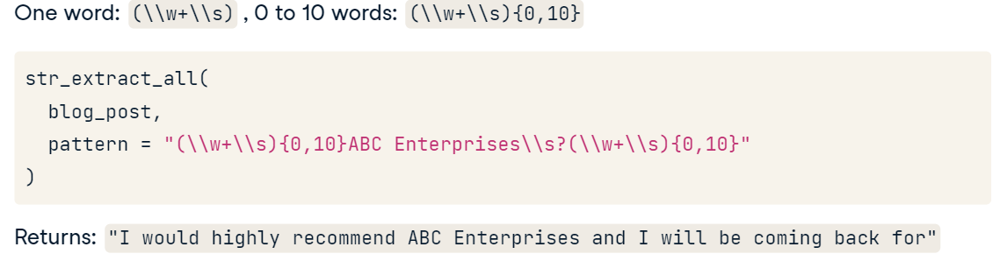 One word: (\\w+\\s) , 0 to 10 words: (\\w+\\s){0,10}
str_extract_all(
  blog_post,
  pattern = "(\\w+\\s){0,10}ABC Enterprises\\s?(\\w+\\s){0,10}"
)
Returns: "I would highly recommend ABC Enterprises and I will be coming back for"